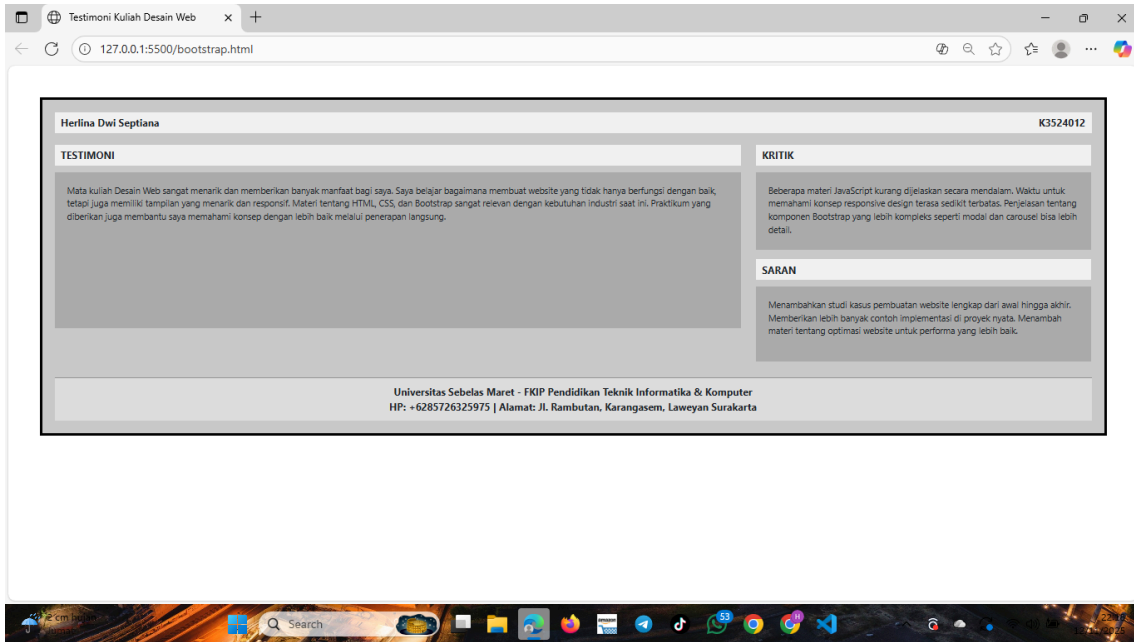 Testimoni Kuliah Desain Web
127.0.0.1:5500/bootstrap.html
Herlina Dwi Septiana
K3524012
TESTIMONI
Mata kuliah Desain Web sangat menarik dan memberikan banyak manfaat bagi saya. Saya belajar bagaimana membuat website yang tidak hanya berfungsi dengan baik,
tetapi juga memiliki tampilan yang menarik dan responsif. Materi tentang HTML, CSS, dan Bootstrap sangat relevan dengan kebutuhan industri saat ini. Praktikum yang
diberikan juga membantu saya memahami konsep dengan lebih baik melalui penerapan langsung.
KRITIK
Beberapa materi JavaScript kurang dijelaskan secara mendalam. Waktu untuk
memahami konsep responsive design terasa sedikit terbatas. Penjelasan tentang
komponen Bootstrap yang lebih kompleks seperti modal dan carousel bisa lebih
detail.
SARAN
Menambahkan studi kasus pembuatan website lengkap dari awal hingga akhir.
Memberikan lebih banyak contoh implementasi di proyek nyata. Menambah
materi tentang optimasi website untuk performa yang lebih baik.
Universitas Sebelas Maret - FKIP Pendidikan Teknik Informatika & Komputer
HP: +6285726325975 | Alamat: Jl. Rambutan, Karangasem, Laweyan Surakarta
2 cm hujan
Search
53